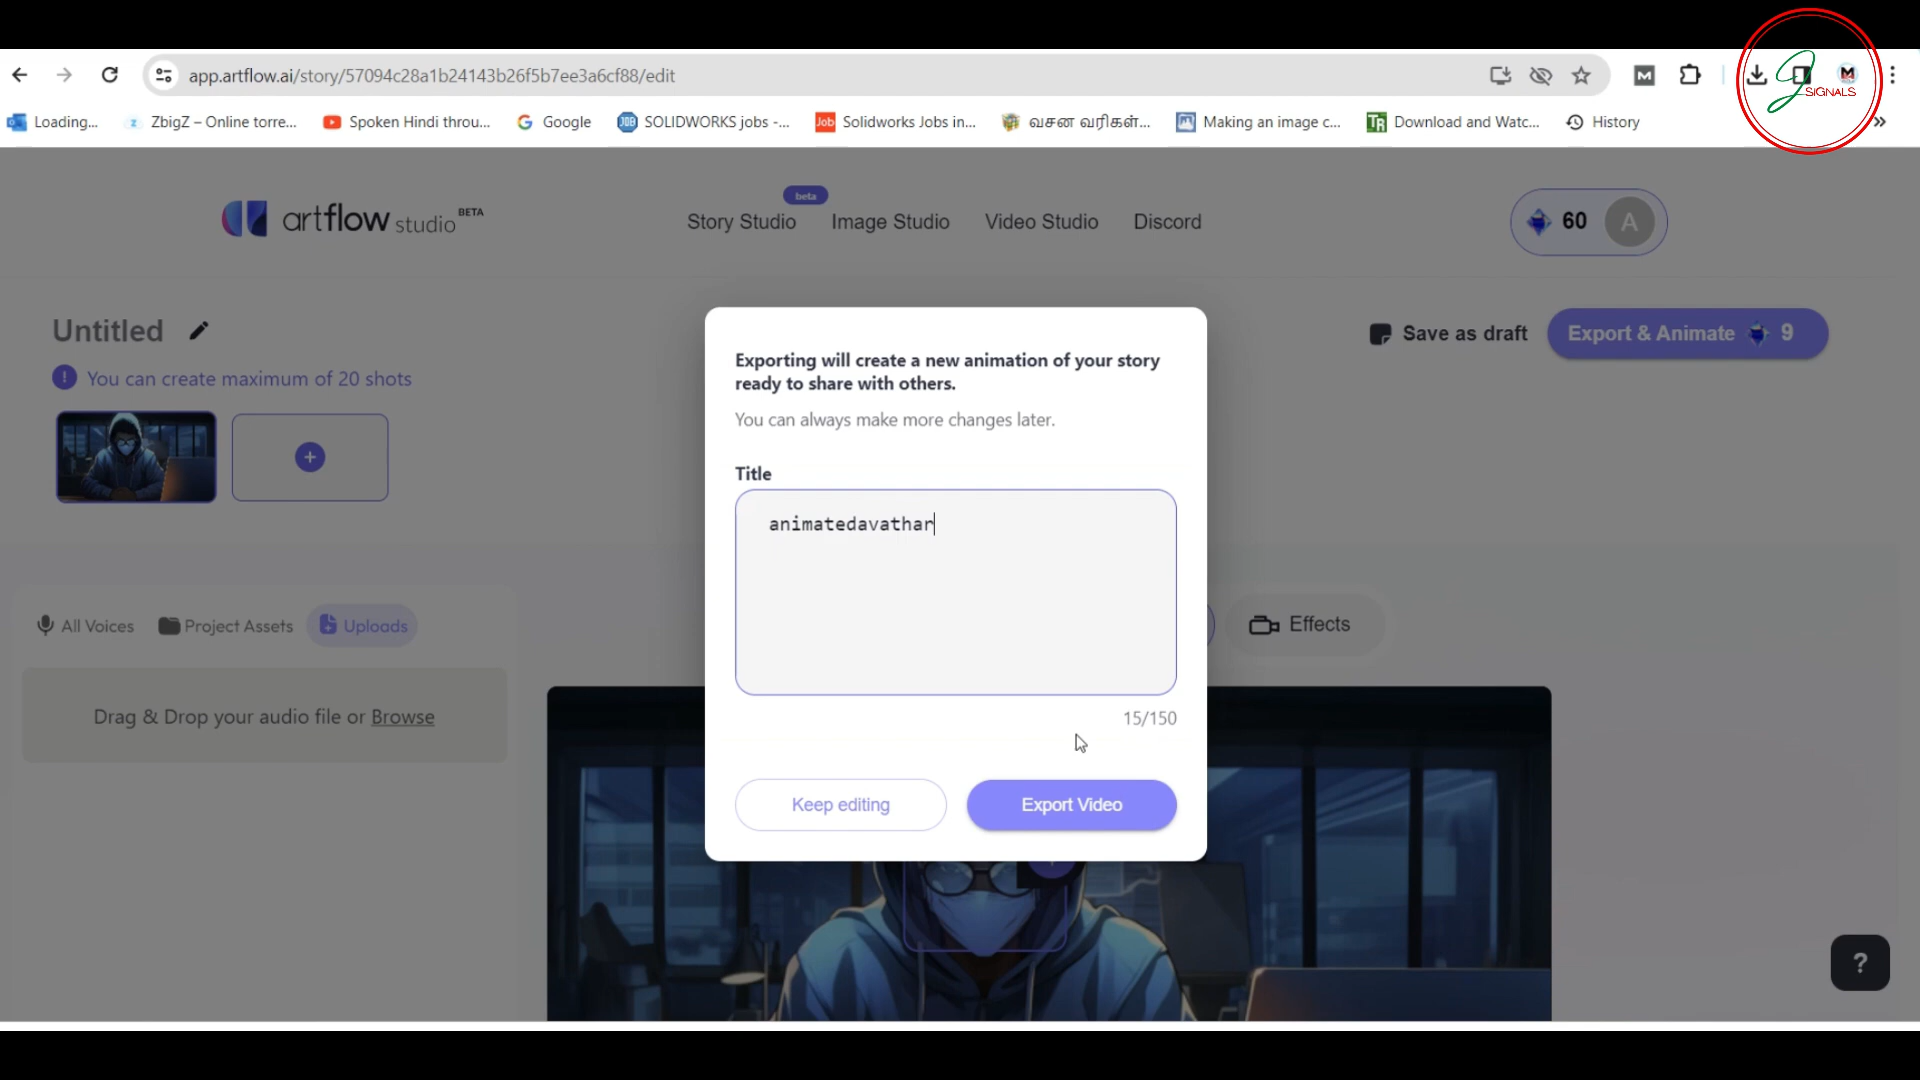 app.artflow.ai/story/57094c28a1b24143b26f5b7ee3a6cf88/edit
J SIGNALS
Loading... ZbigZ – Online torre... Spoken Hindi throu... Google SOLIDWORKS jobs -... Solidworks Jobs in... வசன வரிகள்... Making an image c... Download and Watc... History »
artflow studio BETA
beta
Story Studio Image Studio Video Studio Discord
60 A
Untitled
Save as draft Export & Animate 9
! You can create maximum of 20 shots
Exporting will create a new animation of your story
ready to share with others.
You can always make more changes later.
Title
animatedavathar
15/150
Keep editing Export Video
All Voices Project Assets Uploads
Effects
Drag & Drop your audio file or Browse
?